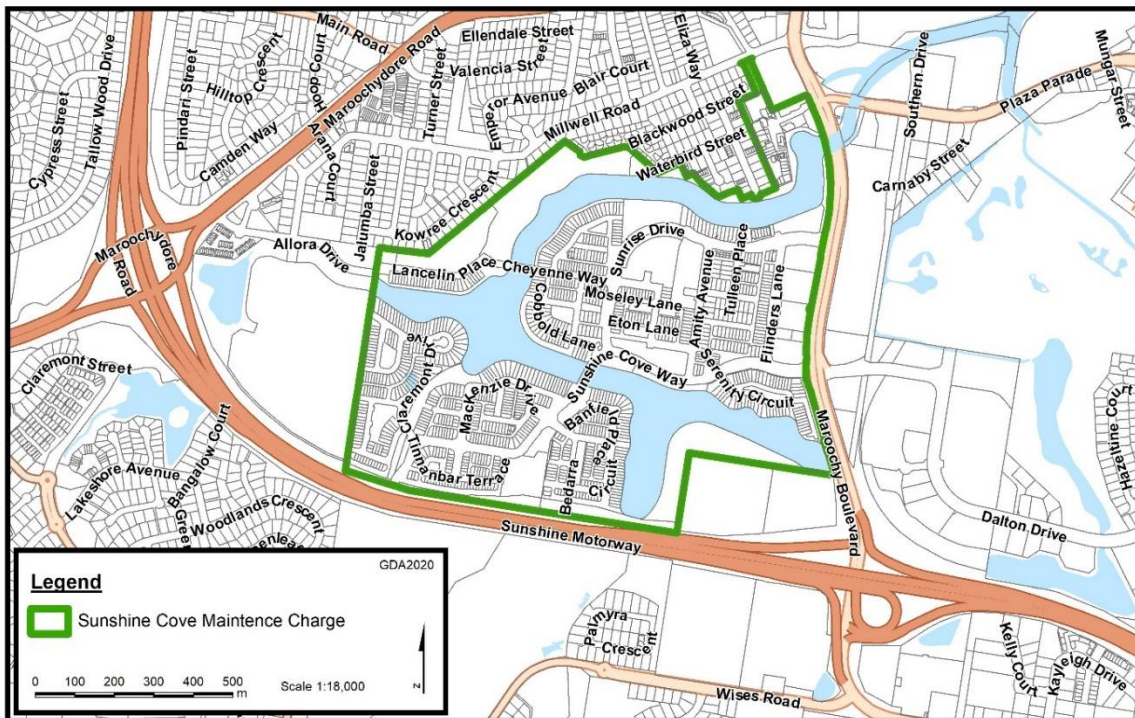 Cypress Street
Tallow Wood Drive
Pindari Street
Hilltop Crescent
Hoop Court
Main Road
Camden Way
Arana Court
Maroochydore Road
Turner Street
Ellendale Street
Valencia Street
Emperor Avenue
Blair Court
Eliza Way
Millwell Road
Blackwood Street
Waterbird Street
Southern Drive
Plaza Parade
Mungar Street
Carnaby Street
Jalumba Street
Kowree Crescent
Allora Drive
Maroochydore
Road
Lancelin Place
Cheyenne Way
Sunrise Drive
Moseley Lane
Eton Lane
Cobbold Lane
Amity Avenue
Tulleen Place
Flinders Lane
Sunshine Cove Way
Serenity Circuit
Claremont Drive
MacKenzie Drive
Tinnanbar Terrace
Banfield Place
Bedarra
Circuit
Claremont Street
Lakeshore Avenue
Bangalow Court
Woodlands Crescent
Maroochy Boulevard
Hazeltine Court
Dalton Drive
Sunshine Motorway
Palmyra
Crescent
Wises Road
Kelly Court
Kayleigh Drive
GDA2020
Legend
Sunshine Cove Maintence Charge
0 100 200 300 400 500
m
Scale 1:18,000
z